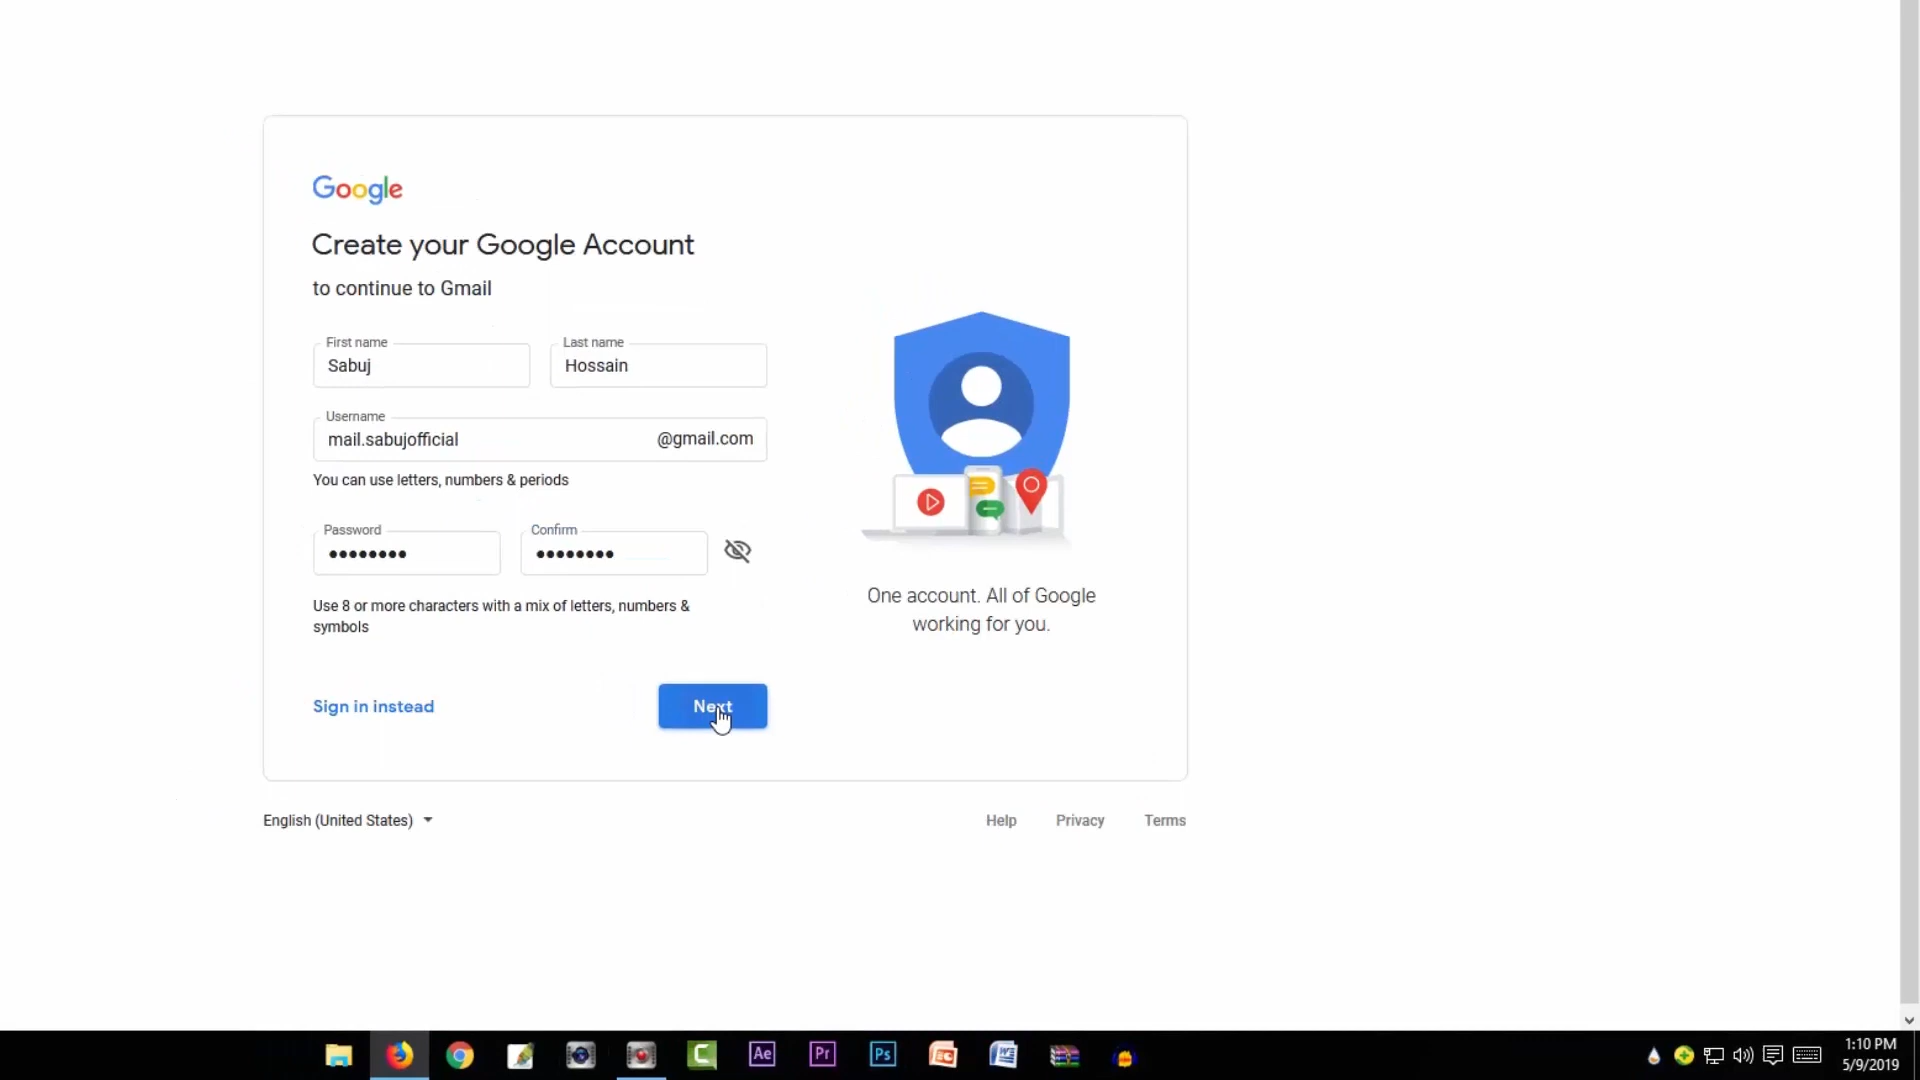 Google
Create your Google Account
to continue to Gmail
First name
Sabuj
Last name
Hossain
Username
mail.sabujofficial
@gmail.com
You can use letters, numbers & periods
Password
••••••••
Confirm
••••••••
Use 8 or more characters with a mix of letters, numbers &
symbols
Sign in instead
Next
One account. All of Google
working for you.
English (United States)
Help
Privacy
Terms
Ae
Pr
Ps
1:10 PM
5/9/2019